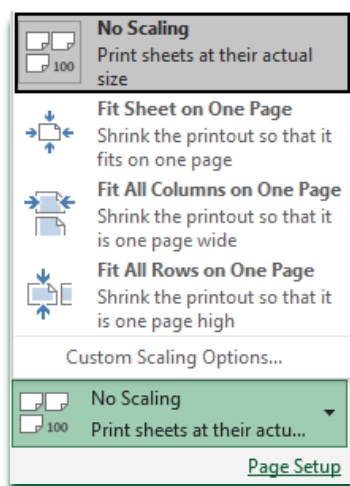 No Scaling
Print sheets at their actual
size
100
Fit Sheet on One Page
Shrink the printout so that it
fits on one page
Fit All Columns on One Page
Shrink the printout so that it
is one page wide
Fit All Rows on One Page
Shrink the printout so that it
is one page high
Custom Scaling Options...
No Scaling
100
Print sheets at their actu...
Page Setup